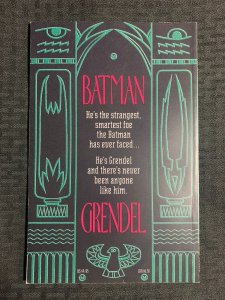 BATMAN
He's the strangest,
smartest foe
the Batman
has ever faced...
He's Grendel
and there's never
been anyone
like him.
GRENDEL